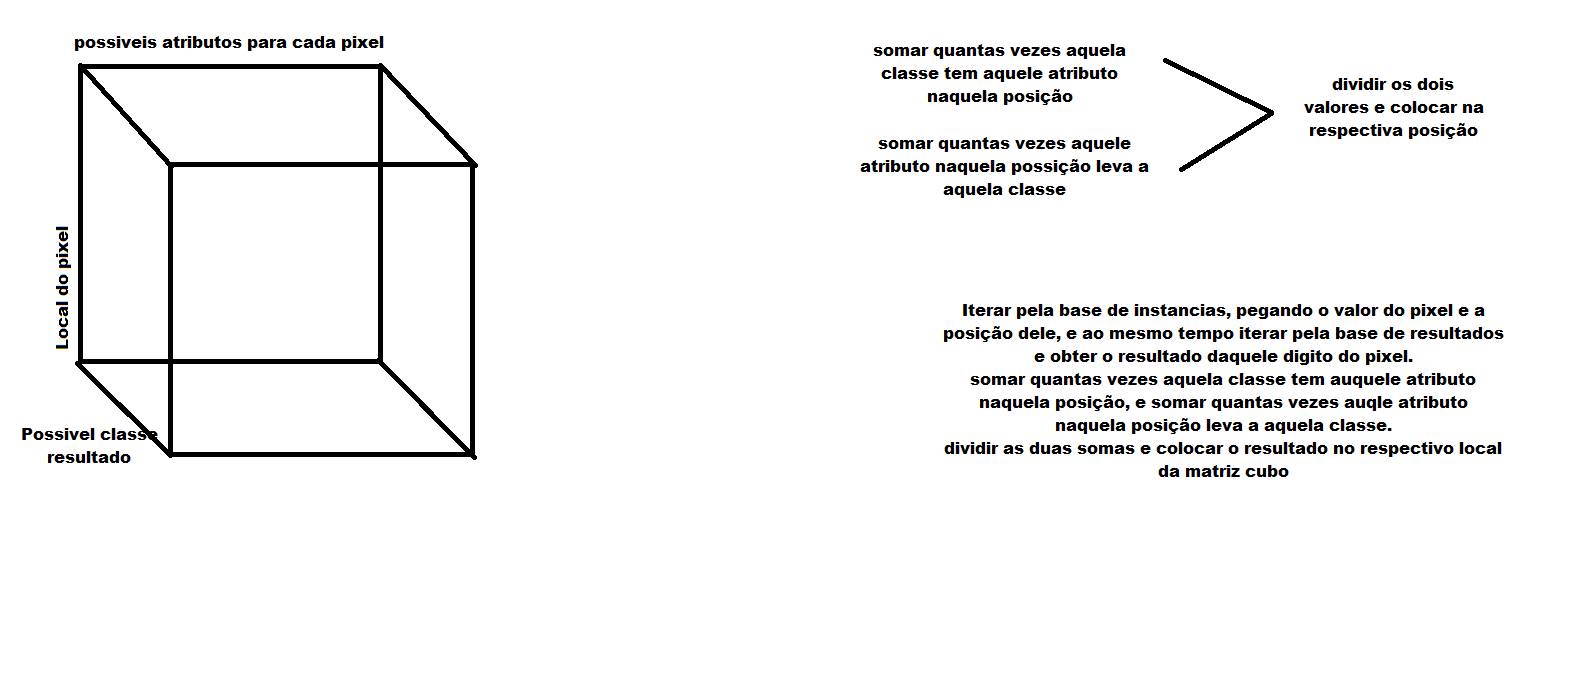 possiveis atributos para cada pixel
Local do pixel
Possivel classe
resultado
somar quantas vezes aquela
classe tem aquele atributo
naquela posição
somar quantas vezes aquele
atributo naquela possição leva a
aquela classe
dividir os dois
valores e colocar na
respectiva posição
Iterar pela base de instancias, pegando o valor do pixel e a
posição dele, e ao mesmo tempo iterar pela base de resultados
e obter o resultado daquele digito do pixel.
somar quantas vezes aquela classe tem auquele atributo
naquela posição, e somar quantas vezes auqle atributo
naquela posição leva a aquela classe.
dividir as duas somas e colocar o resultado no respectivo local
da matriz cubo